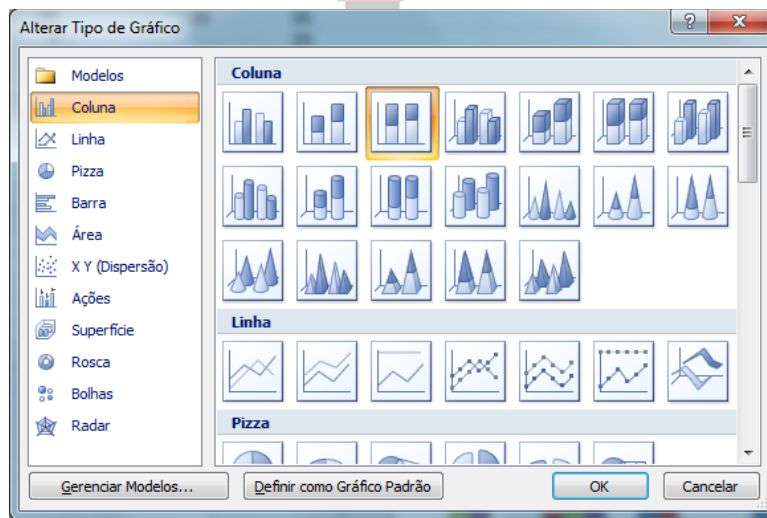 Alterar Tipo de Gráfico
Modelos
Coluna
Linha
Pizza
Barra
Área
X Y (Dispersão)
Ações
Superfície
Rosca
Bolhas
Radar
Coluna
Linha
Pizza
Gerenciar Modelos...
Definir como Gráfico Padrão
OK
Cancelar